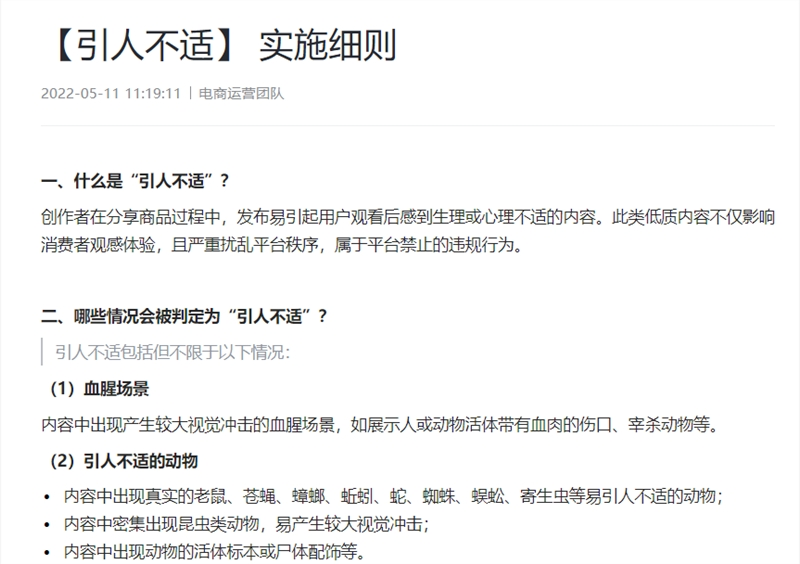 【引人不适】 实施细则
2022-05-11 11:19:11 | 电商运营团队
一、什么是“引人不适”？
创作者在分享商品过程中，发布易引起用户观看后感到生理或心理不适的内容。此类低质内容不仅影响
消费者观感体验，且严重扰乱平台秩序，属于平台禁止的违规行为。
二、哪些情况会被判定为“引人不适”？
引人不适包括但不限于以下情况：
（1）血腥场景
内容中出现产生较大视觉冲击的血腥场景，如展示人或动物活体带有血肉的伤口、宰杀动物等。
（2）引人不适的动物
• 内容中出现真实的老鼠、苍蝇、蟑螂、蚯蚓、蛇、蜘蛛、蜈蚣、寄生虫等易引人不适的动物；
• 内容中密集出现昆虫类动物，易产生较大视觉冲击；
• 内容中出现动物的活体标本或尸体配饰等。